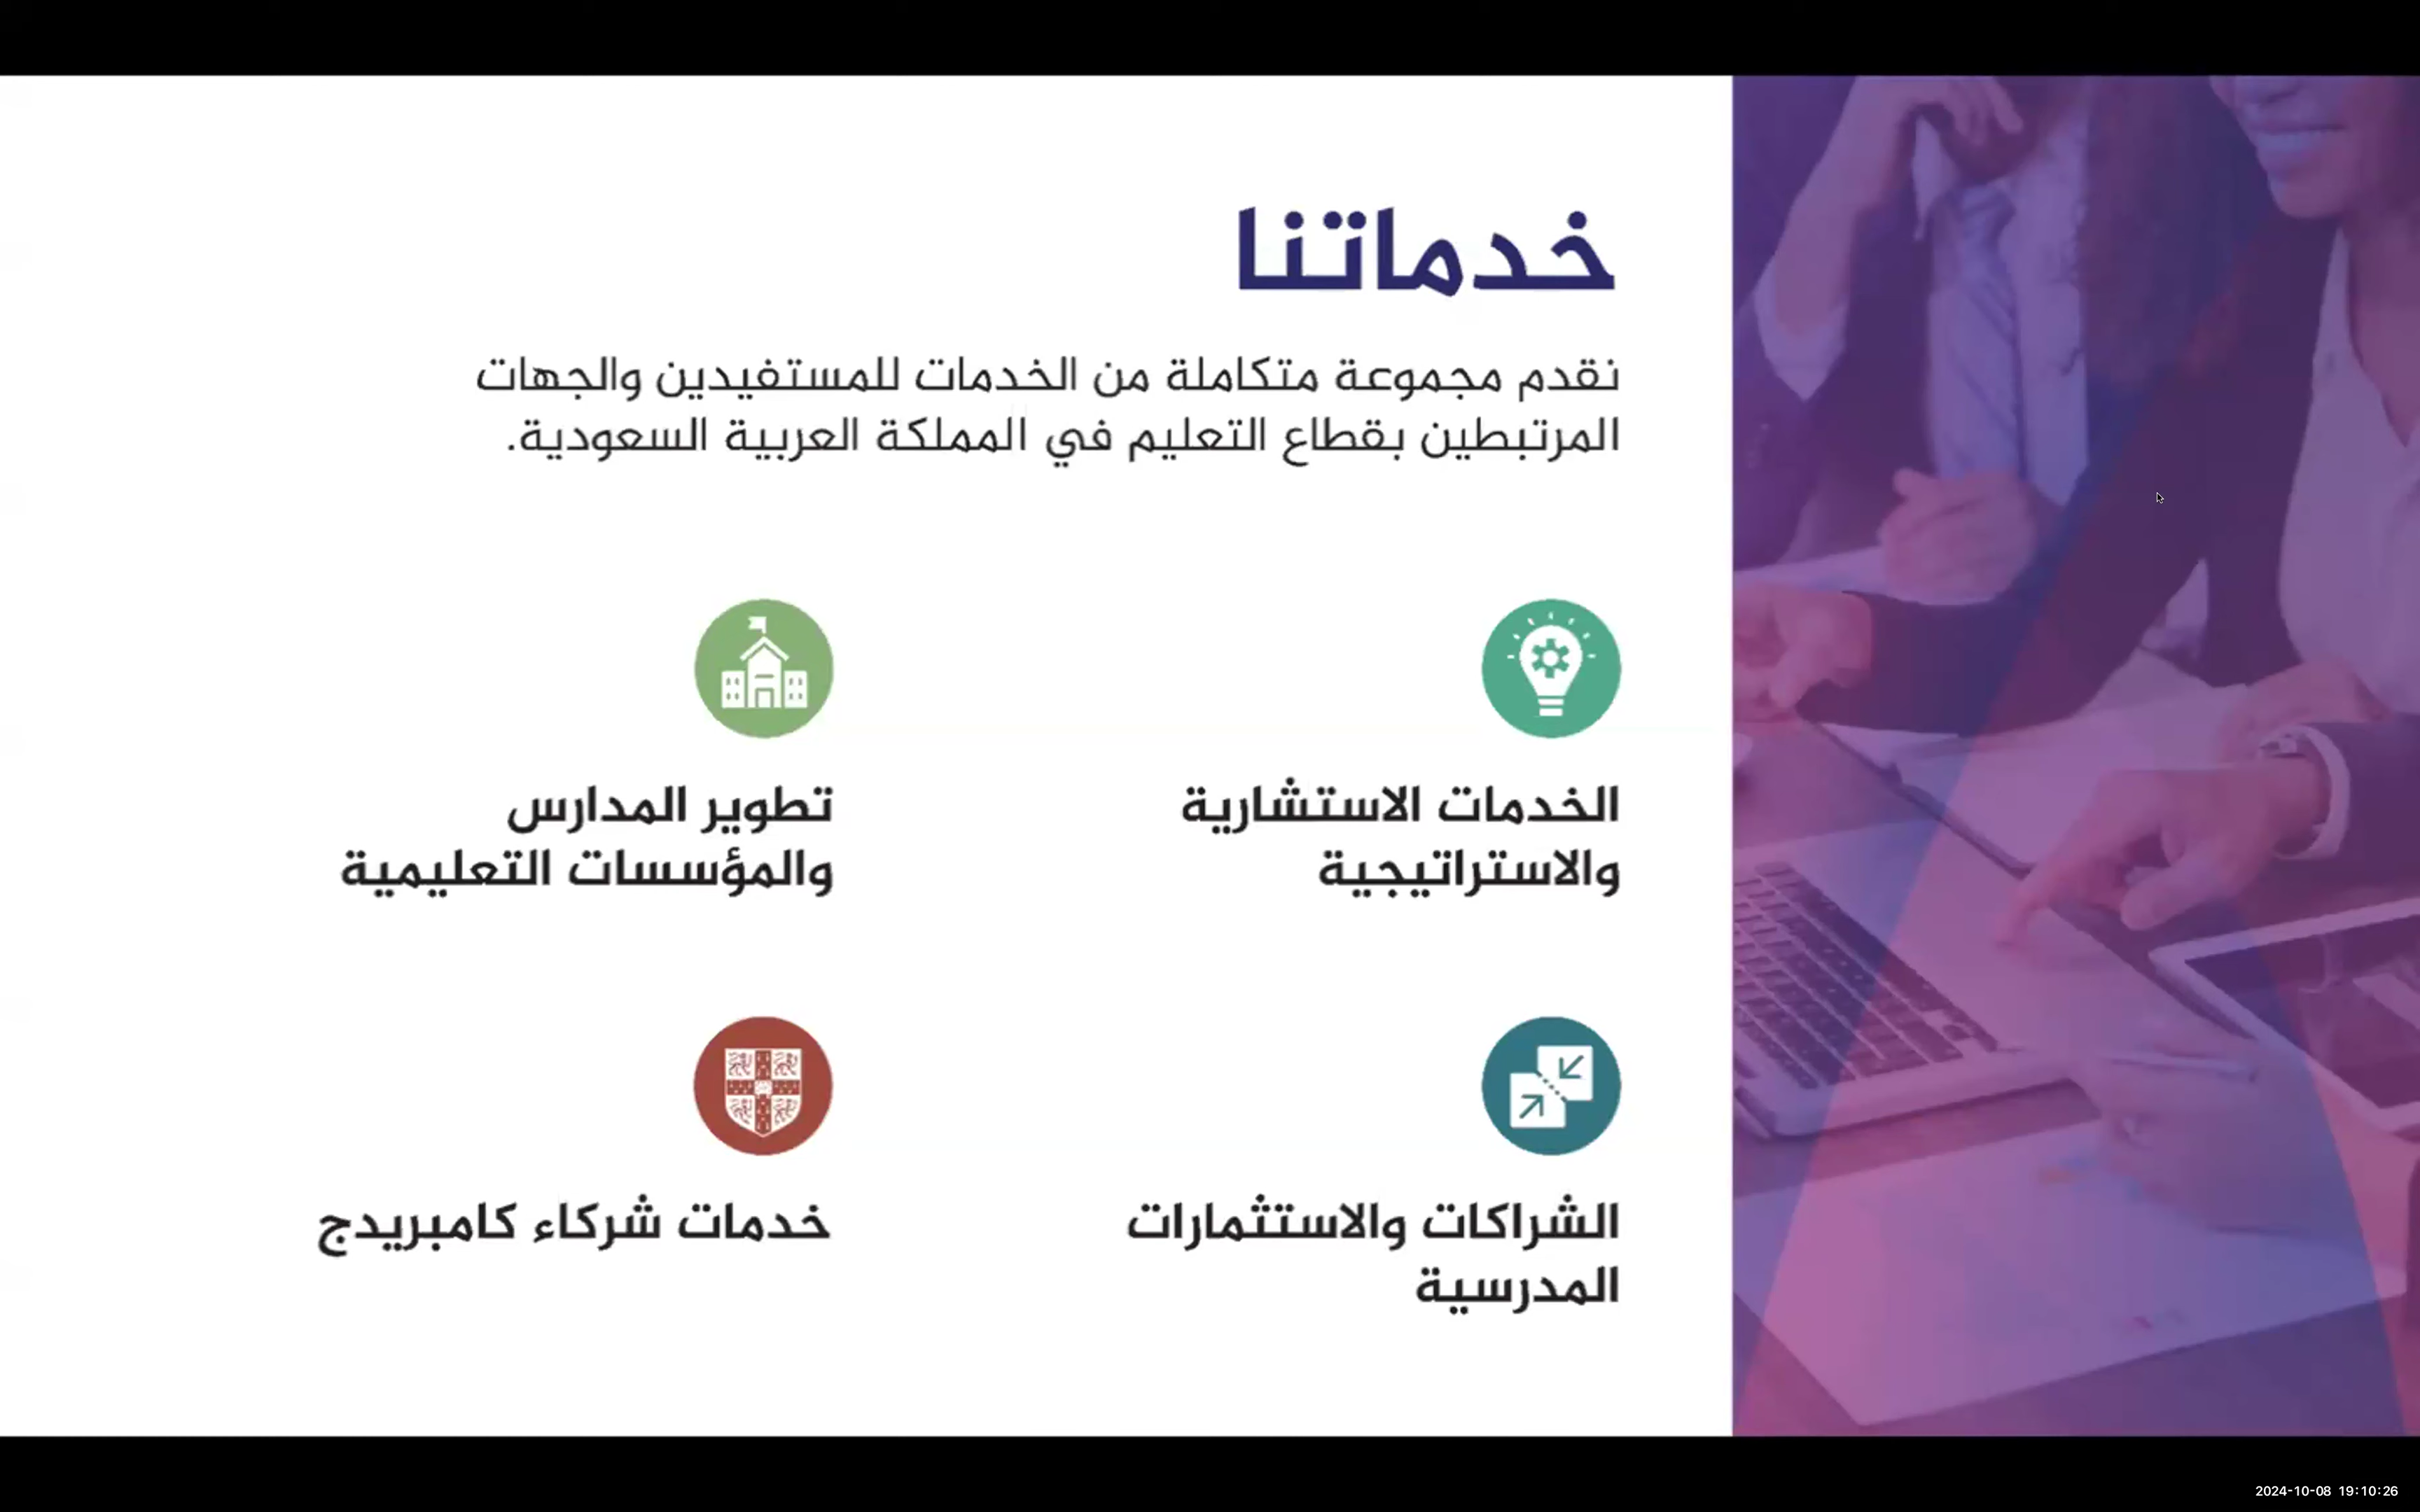 خدماتنا
نقدم مجموعة متكاملة من الخدمات للمستفيدين والجهات
المرتبطين بقطاع التعليم في المملكة العربية السعودية.
الخدمات الاستشارية
والاستراتيجية
تطوير المدارس
والمؤسسات التعليمية
الشراكات والاستثمارات
المدرسية
خدمات شركاء كامبريدج
2024-10-08 19:10:26